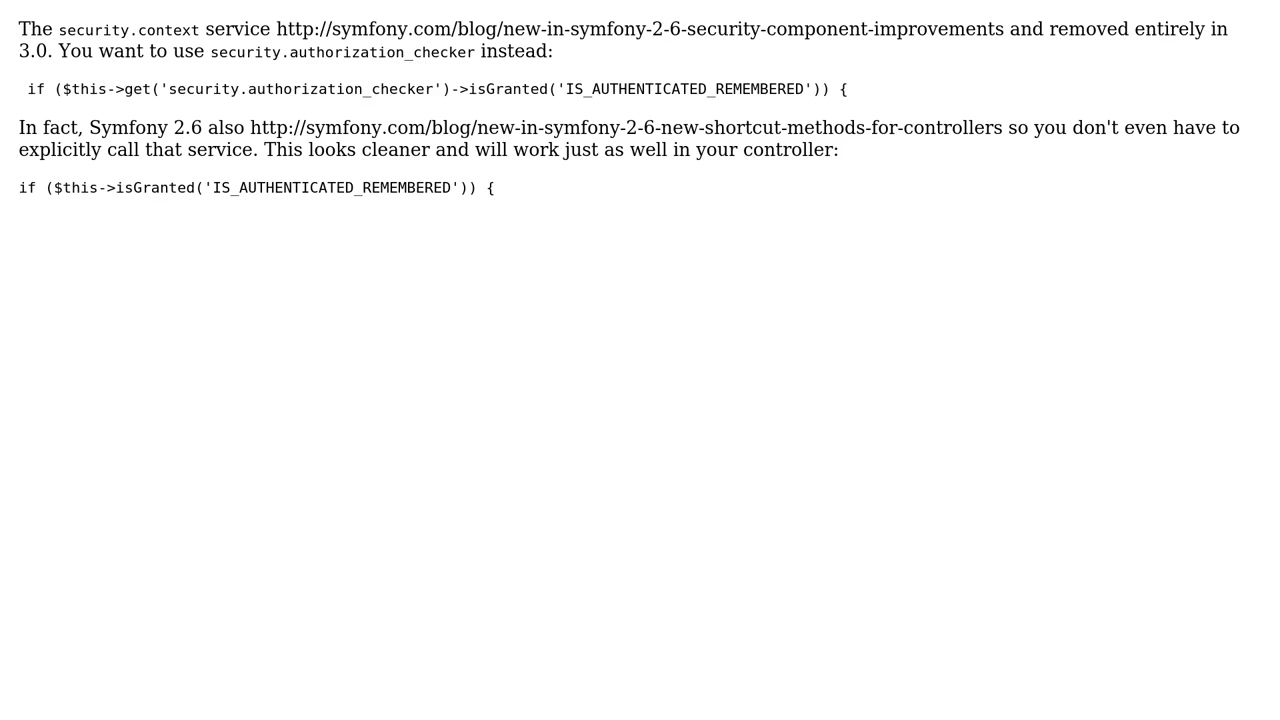 The security.context service http://symfony.com/blog/new-in-symfony-2-6-security-component-improvements and removed entirely in
3.0. You want to use security.authorization_checker instead:
if ($this->get('security.authorization_checker')->isGranted('IS_AUTHENTICATED_REMEMBERED')) {
In fact, Symfony 2.6 also http://symfony.com/blog/new-in-symfony-2-6-new-shortcut-methods-for-controllers so you don't even have to
explicitly call that service. This looks cleaner and will work just as well in your controller:
if ($this->isGranted('IS_AUTHENTICATED_REMEMBERED')) {